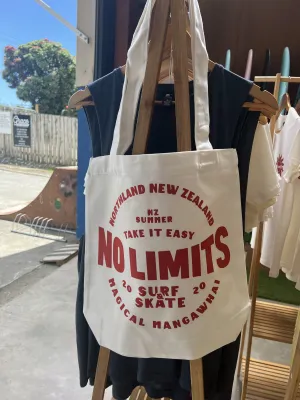 NORTHLAND NEW ZEALAND
NZ
SUMMER
TAKE IT EASY
NO LIMITS
20 SURF & SKATE 20
MAGICAL MANGAWHAI